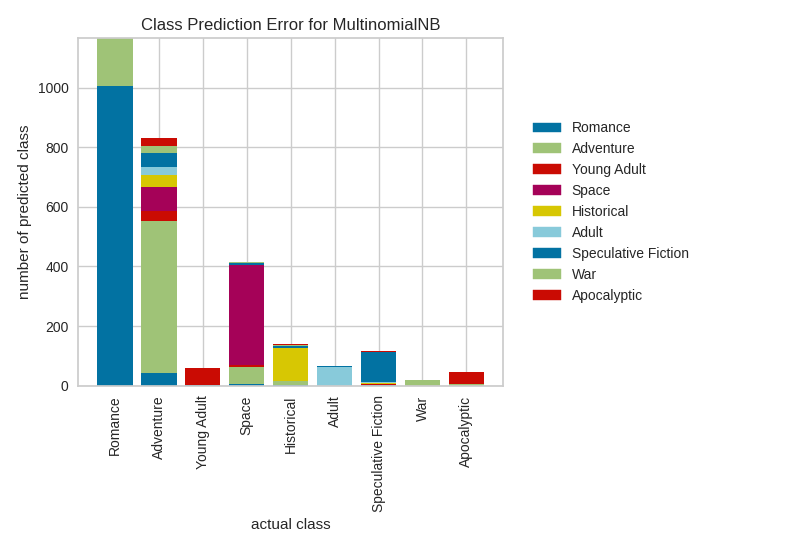 Class Prediction Error for MultinomialNB
number of predicted class
1000
800
600
400
200
0
Romance
Adventure
Young Adult
Space
Historical
Adult
Speculative Fiction
War
Apocalyptic
actual class
Romance
Adventure
Young Adult
Space
Historical
Adult
Speculative Fiction
War
Apocalyptic